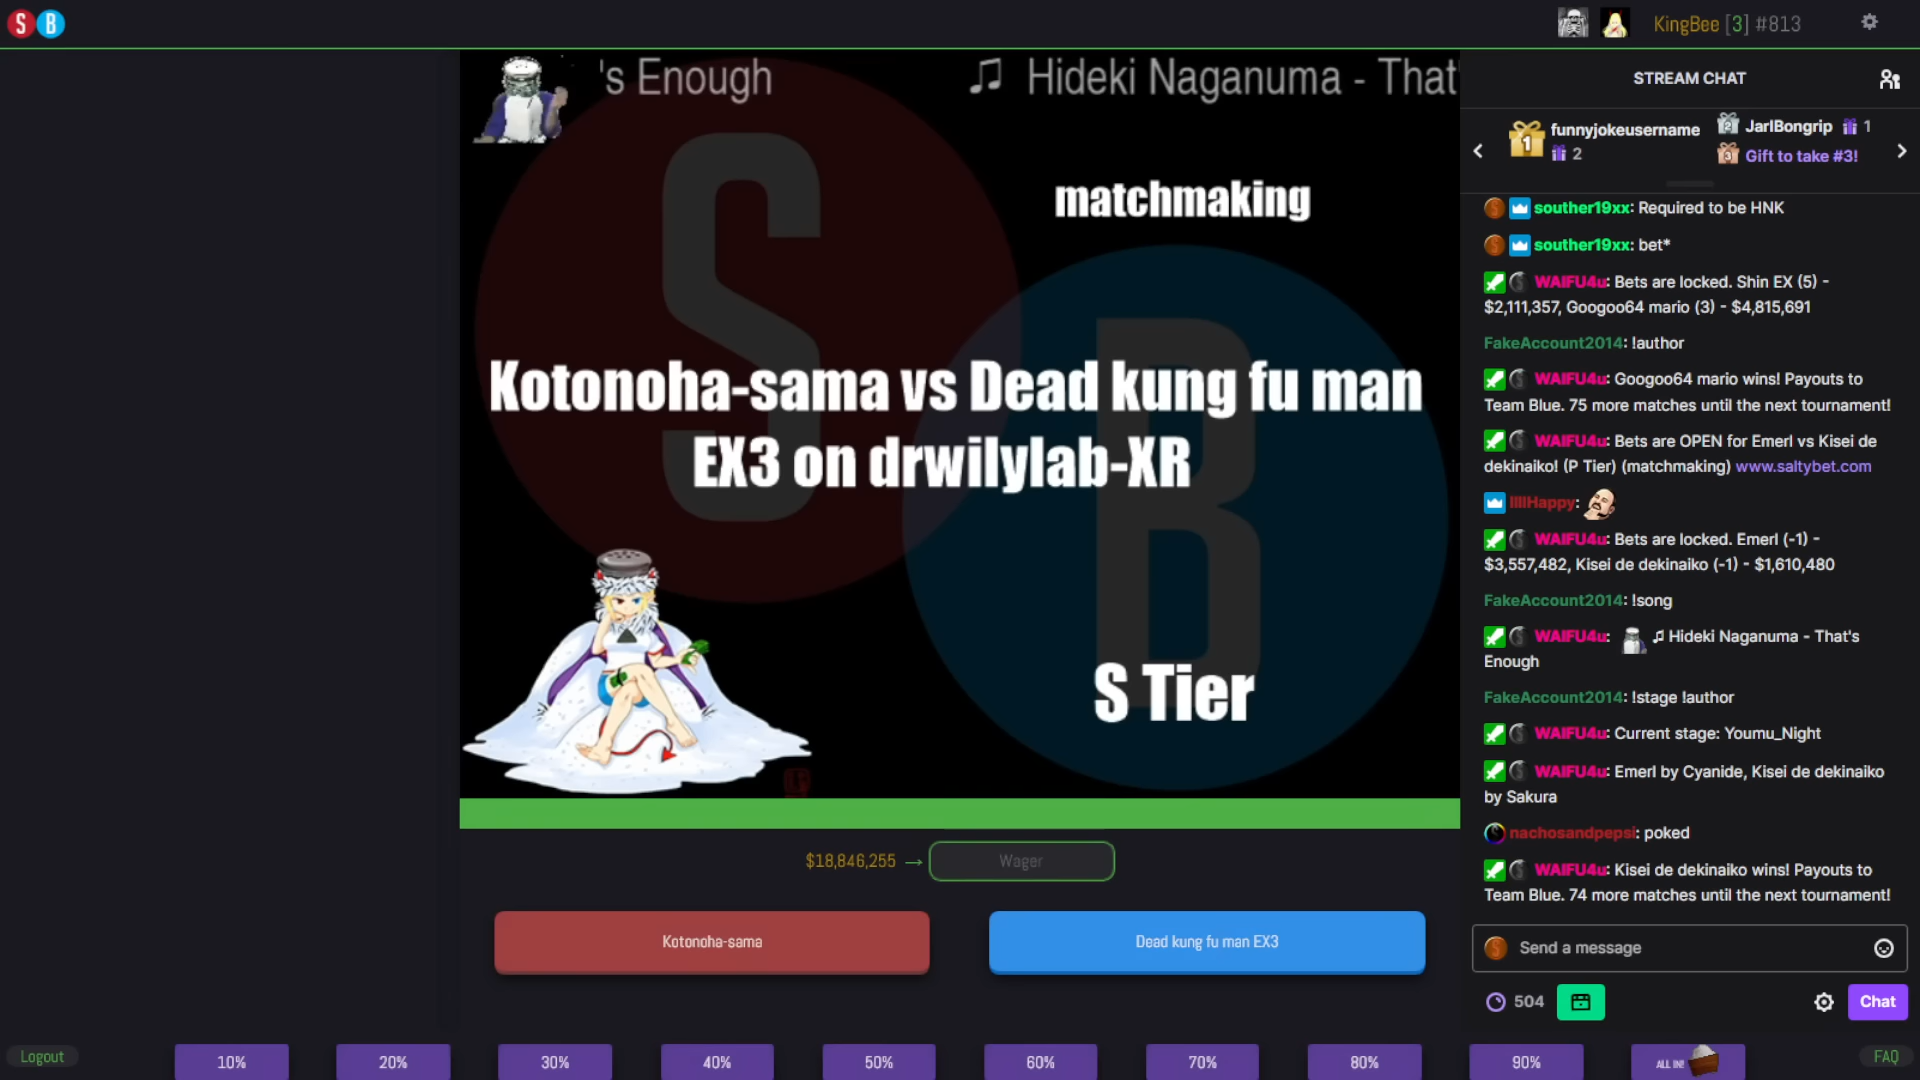 S B
KingBee [3] #813
's Enough ♫ Hideki Naganuma - That'
matchmaking
Kotonoha-sama vs Dead kung fu man
EX3 on drwilylab-XR
S Tier
$18,846,255 → Wager
Kotonoha-sama
Dead kung fu man EX3
STREAM CHAT
1 funnyjokeusername
2
2 JarlBongrip 1
3 Gift to take #3!
souther19xx: Required to be HNK
souther19xx: bet*
WAIFU4u: Bets are locked. Shin EX (5) -
$2,111,357, Googoo64 mario (3) - $4,815,691
FakeAccount2014: !author
WAIFU4u: Googoo64 mario wins! Payouts to
Team Blue. 75 more matches until the next tournament!
WAIFU4u: Bets are OPEN for Emerl vs Kisei de
dekinaiko! (P Tier) (matchmaking) www.saltybet.com
llllHappy:
WAIFU4u: Bets are locked. Emerl (-1) -
$3,557,482, Kisei de dekinaiko (-1) - $1,610,480
FakeAccount2014: !song
WAIFU4u: ♫ Hideki Naganuma - That's
Enough
FakeAccount2014: !stage !author
WAIFU4u: Current stage: Youmu_Night
WAIFU4u: Emerl by Cyanide, Kisei de dekinaiko
by Sakura
nachosandpepsi: poked
WAIFU4u: Kisei de dekinaiko wins! Payouts to
Team Blue. 74 more matches until the next tournament!
Send a message
504
Chat
Logout
10%
20%
30%
40%
50%
60%
70%
80%
90%
ALL IN!
FAQ